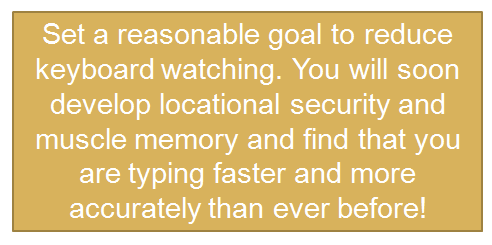 Set a reasonable goal to reduce
keyboard watching. You will soon
develop locational security and
muscle memory and find that you
are typing faster and more
accurately than ever before!